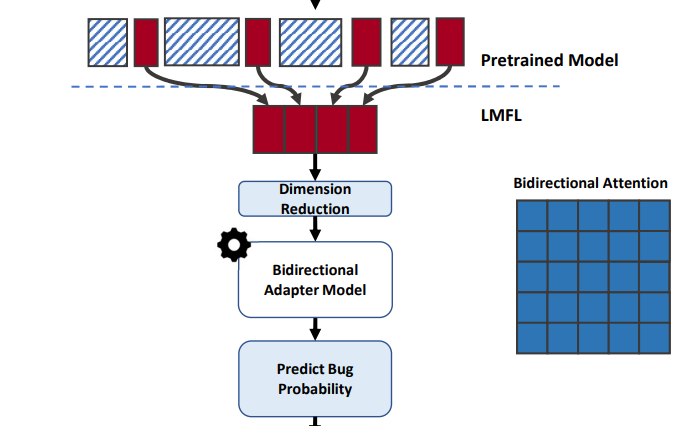 Pretrained Model
LMFL
Dimension
Reduction
Bidirectional Attention
Bidirectional
Adapter Model
Predict Bug
Probability